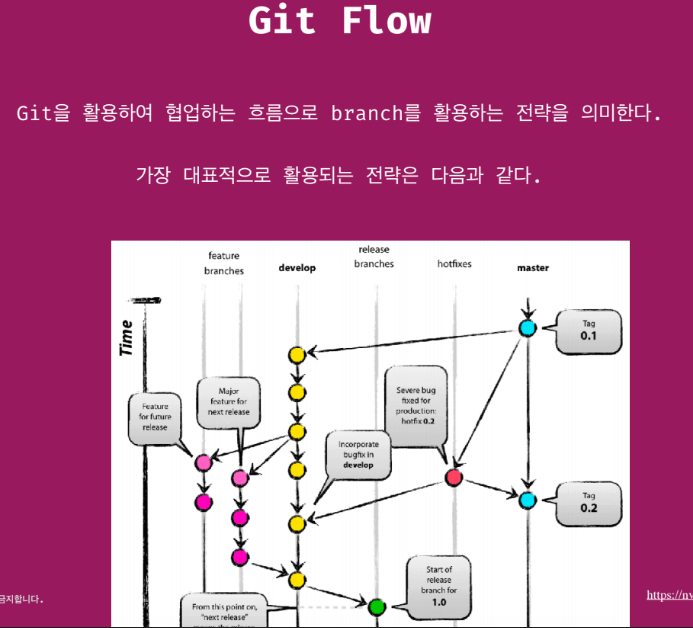 Git Flow
Git을 활용하여 협업하는 흐름으로 branch를 활용하는 전략을 의미한다.
가장 대표적으로 활용되는 전략은 다음과 같다.
feature
branches
develop
release
branches
hotfixes
master
Time
Tag
0.1
Feature
for future
release
Major
feature for
next release
Severe bug
fixed for
production:
hotfix 0.2
Incorporate
bugfix in
develop
Tag
0.2
Start of
release
branch for
1.0
From this point on,
"next release"
금지합니다.
https://nv